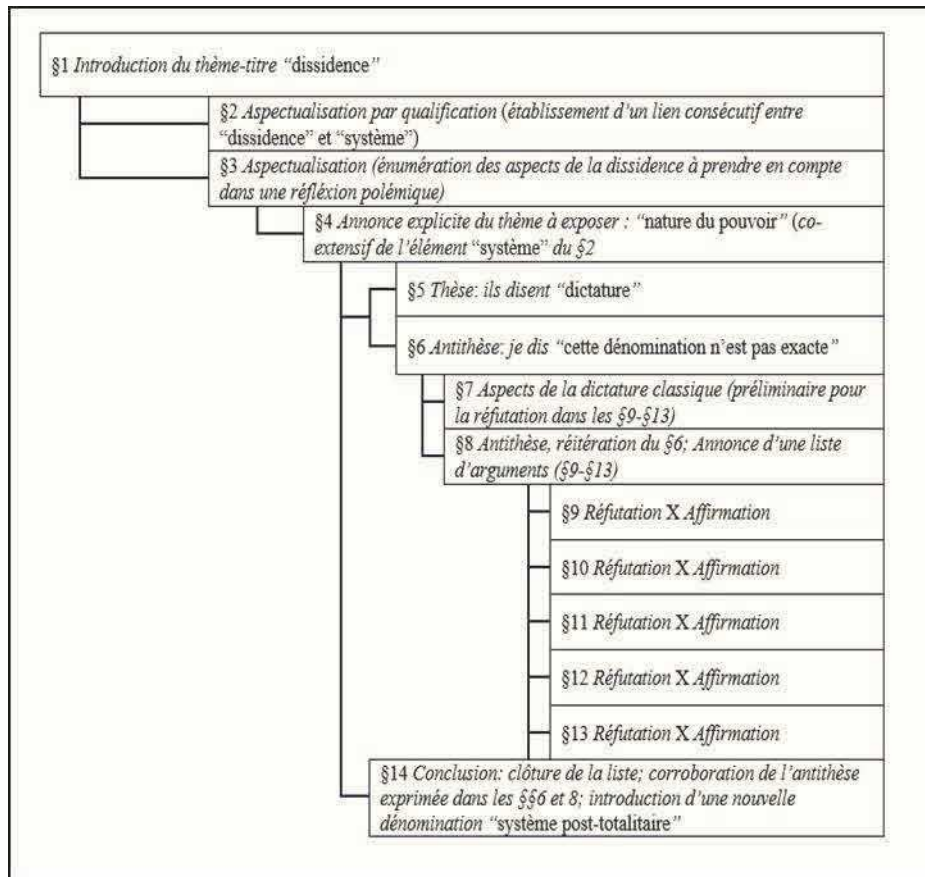 §1 Introduction du thème-titre “dissidence”
§2 Aspectualisation par qualification (établissement d’un lien consécutif entre
“dissidence” et “système”)
§3 Aspectualisation (énumération des aspects de la dissidence à prendre en compte
dans une réfléxion polémique)
§4 Annonce explicite du thème à exposer : “nature du pouvoir” (co-
extensif de l’élément “système” du §2
§5 Thèse: ils disent “dictature”
§6 Antithèse: je dis “cette dénomination n’est pas exacte”
§7 Aspects de la dictature classique (préliminaire pour
la réfutation dans les §9-§13)
§8 Antithèse, réitération du §6; Annonce d’une liste
d’arguments (§9-§13)
§9 Réfutation X Affirmation
§10 Réfutation X Affirmation
§11 Réfutation X Affirmation
§12 Réfutation X Affirmation
§13 Réfutation X Affirmation
§14 Conclusion: clôture de la liste; corroboration de l’antithèse
exprimée dans les §§6 et 8; introduction d’une nouvelle
dénomination “système post-totalitaire”